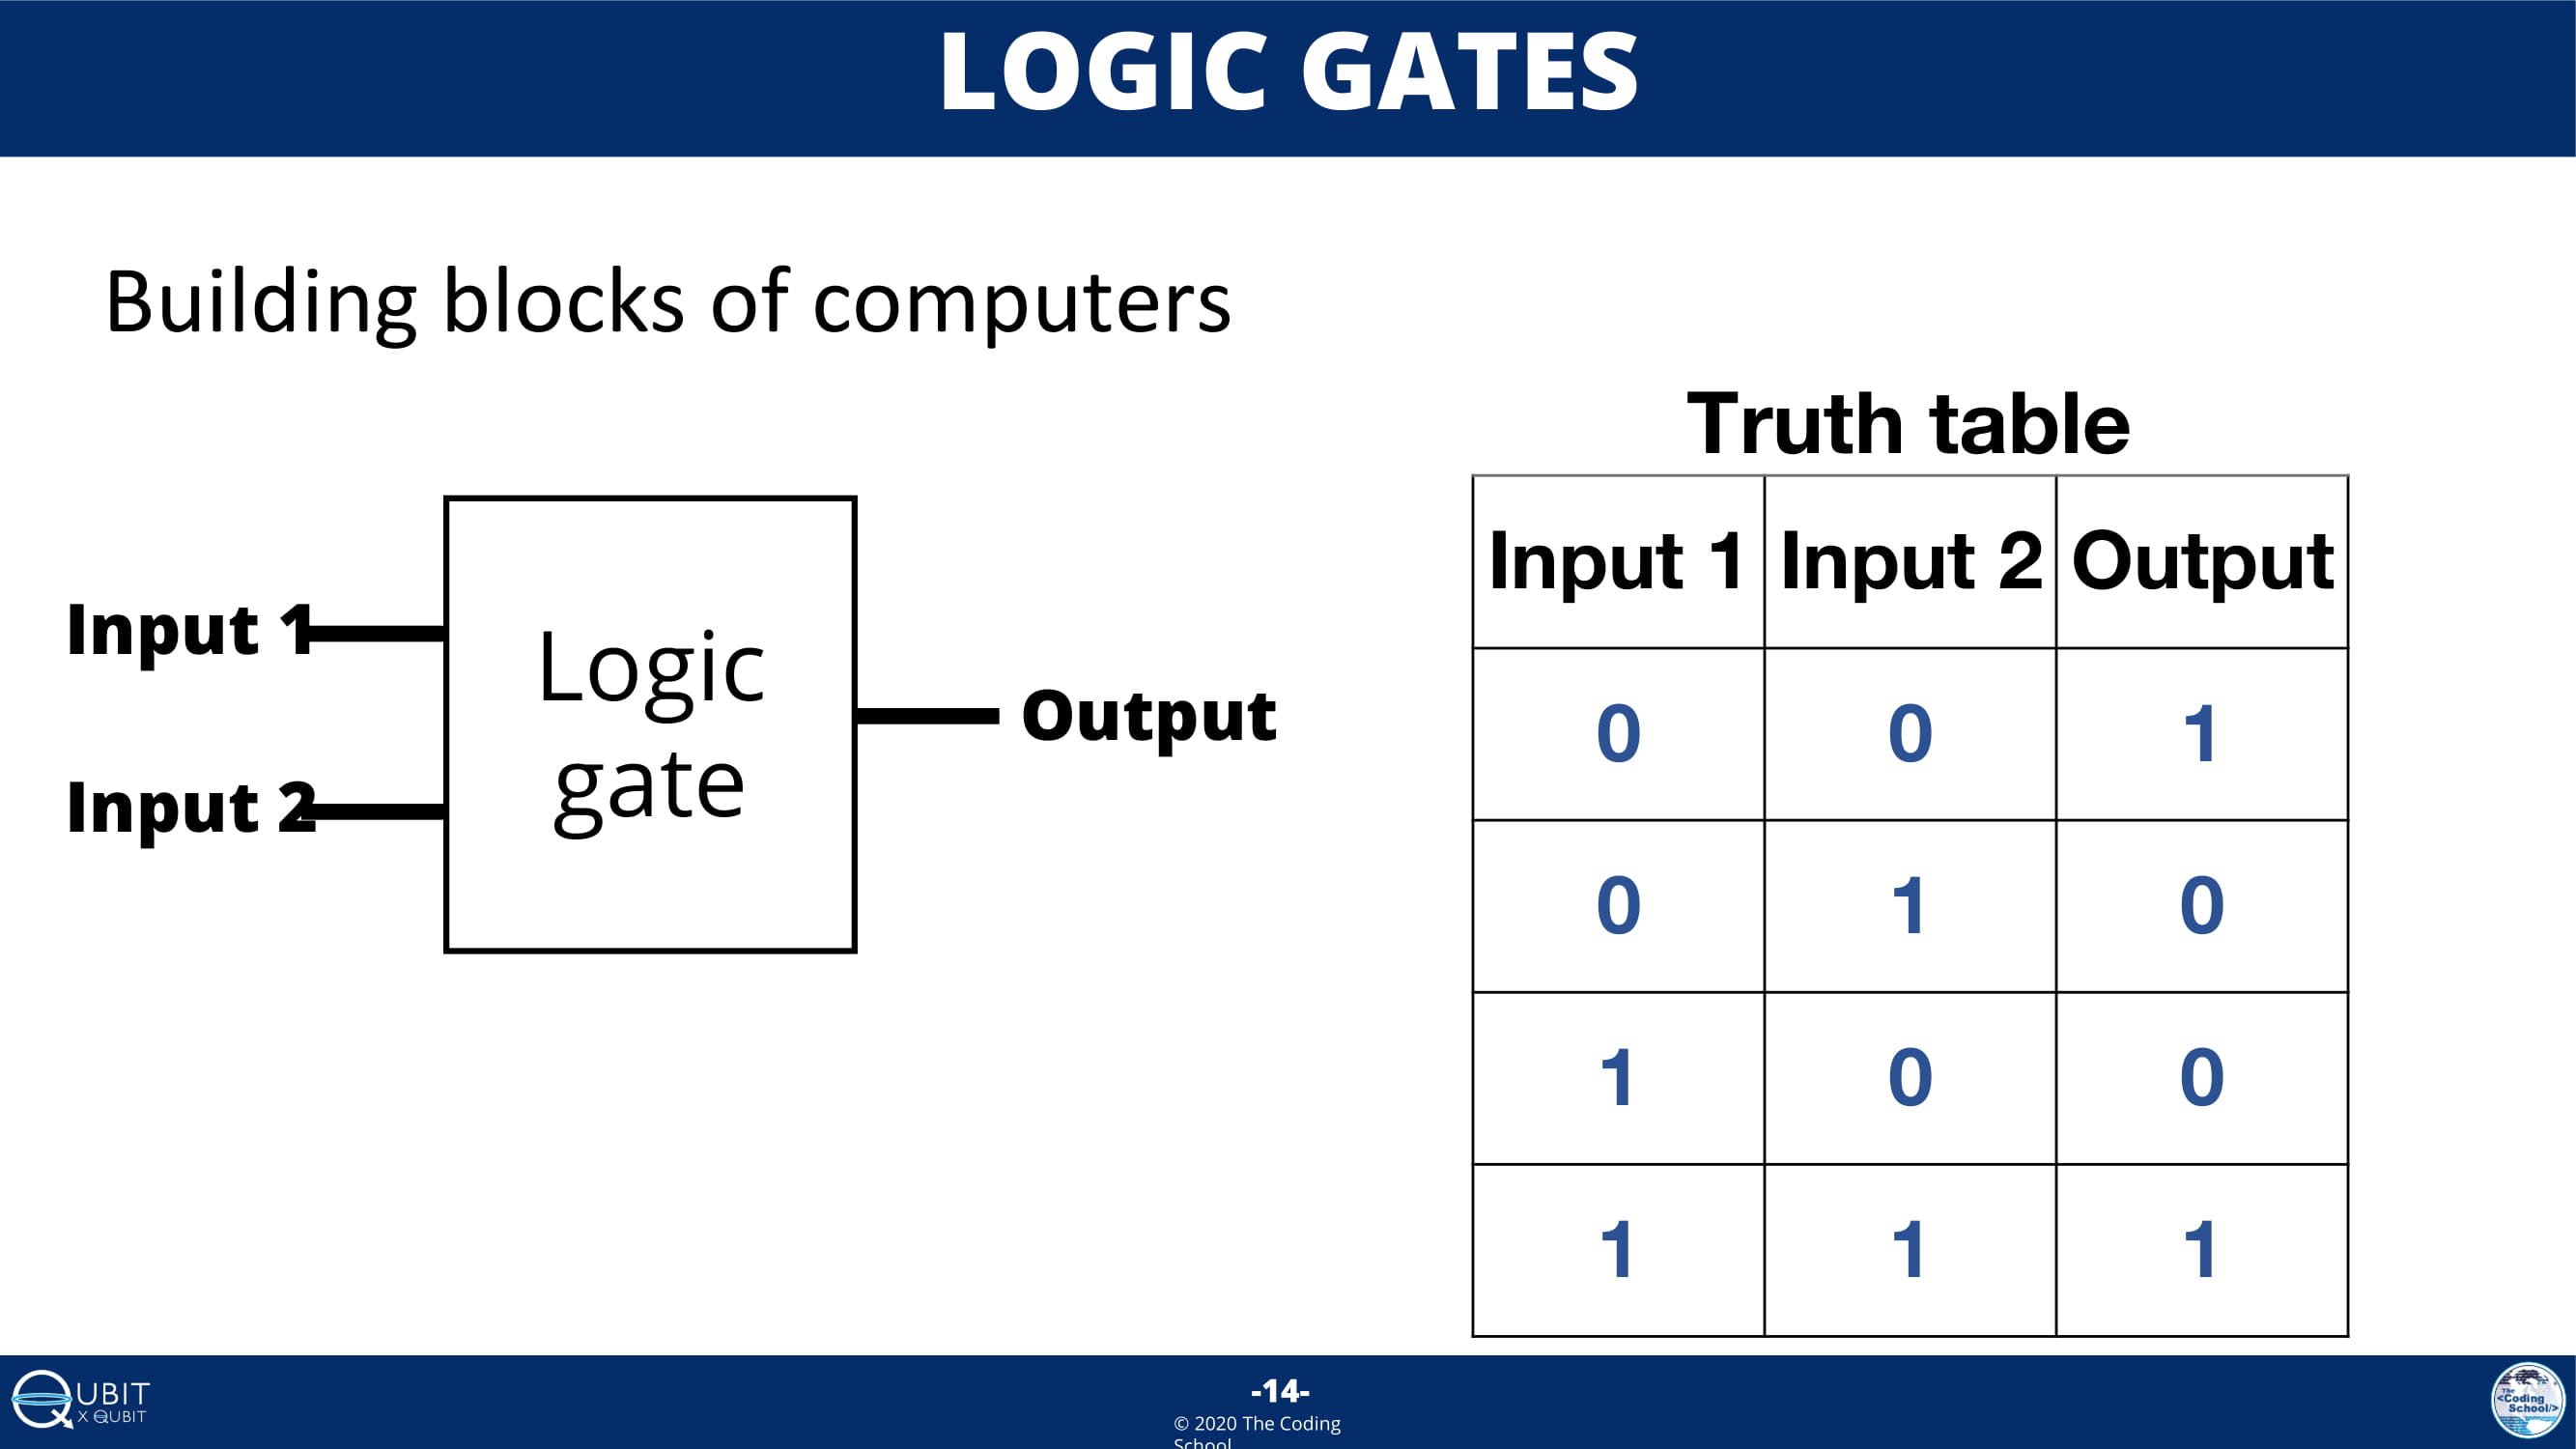 LOGIC GATES
Building blocks of computers
Truth table
Input 1 Input 2 Output
0 0 1
0 1 0
1 0 0
1 1 1
Input 1
Input 2
Logic
gate
Output
QUBIT
X QUBIT
-14-
© 2020 The Coding
School
The
<Coding
School/>